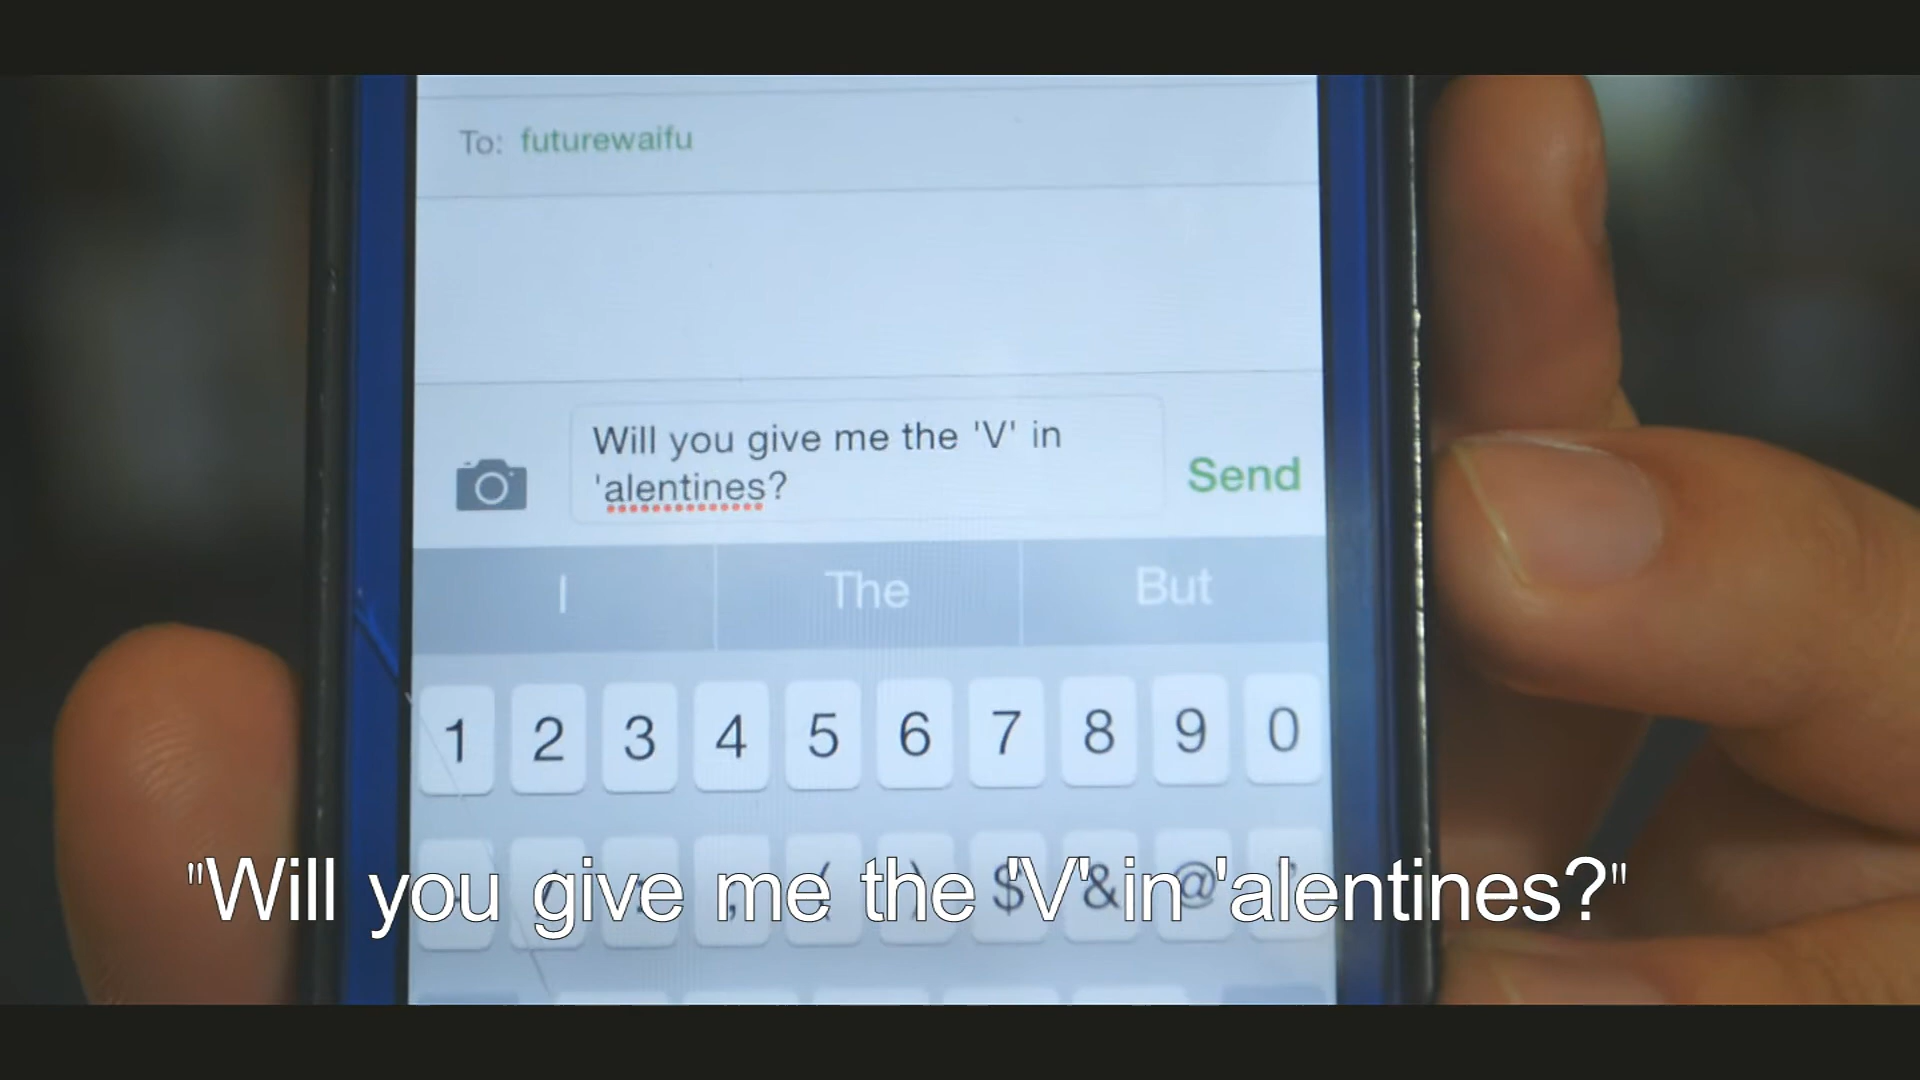 To: futurewaifu
Will you give me the 'V' in
'alentines?
Send
I
The
But
1 2 3 4 5 6 7 8 9 0
$ & @
"Will you give me the 'V' in 'alentines?"